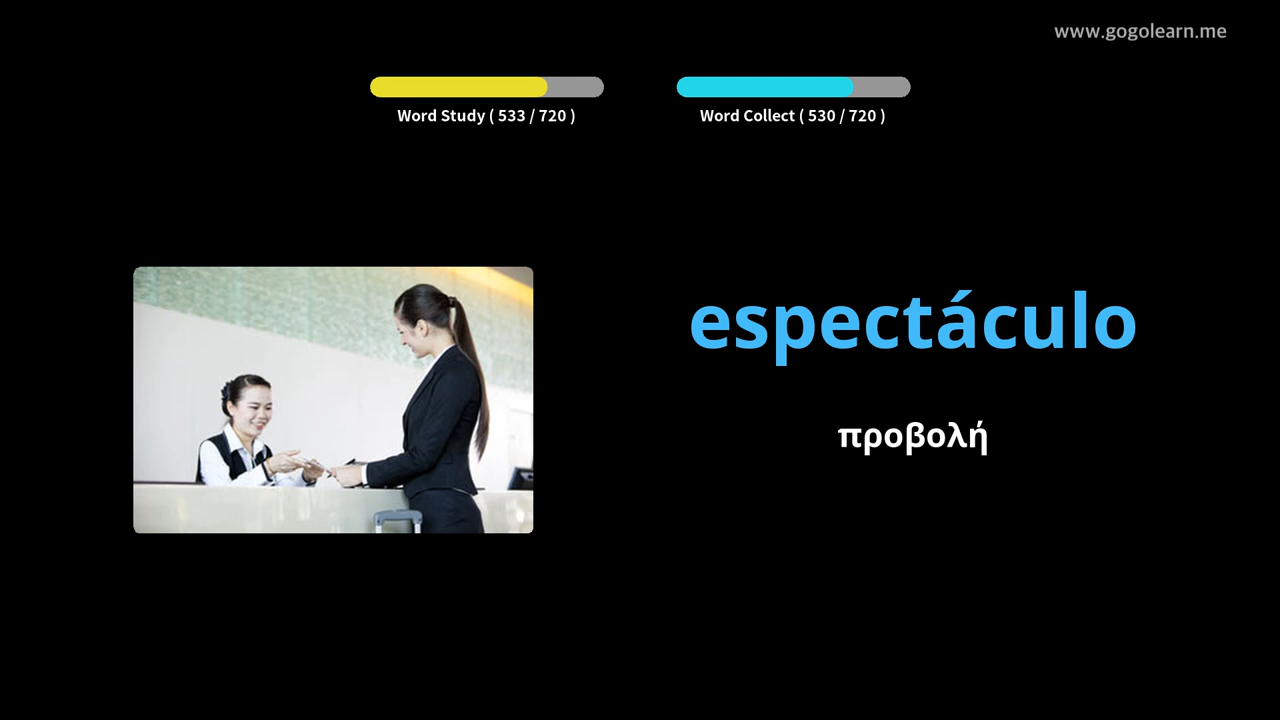 www.gogolearn.me
Word Study ( 533 / 720 )
Word Collect ( 530 / 720 )
espectáculo
προβολή